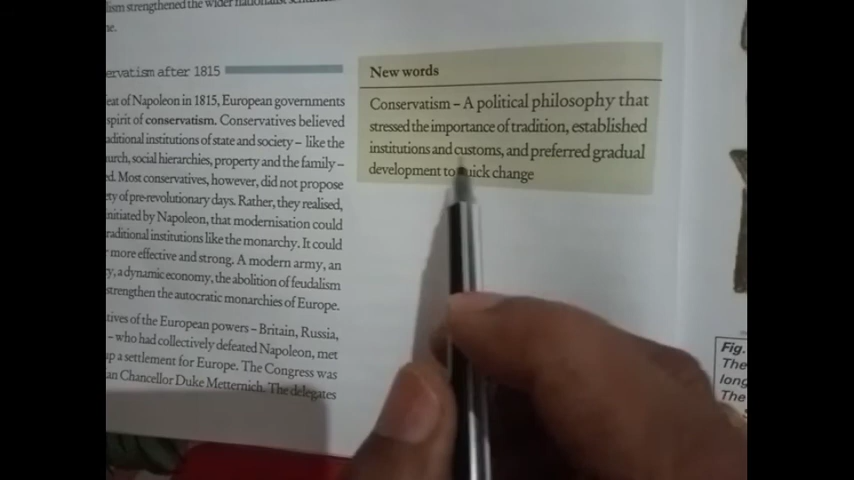 ism strengthened the wider nationalist
ne.
ervatism after 1815
eat of Napoleon in 1815, European governments
spirit of conservatism. Conservatives believed
aditional institutions of state and society – like the
urch, social hierarchies, property and the family –
d. Most conservatives, however, did not propose
ty of pre-revolutionary days. Rather, they realised,
nitiated by Napoleon, that modernisation could
raditional institutions like the monarchy. It could
more effective and strong. A modern army, an
y, a dynamic economy, the abolition of feudalism
strengthen the autocratic monarchies of Europe.
tives of the European powers – Britain, Russia,
– who had collectively defeated Napoleon, met
up a settlement for Europe. The Congress was
an Chancellor Duke Metternich. The delegates
New words
Conservatism – A political philosophy that
stressed the importance of tradition, established
institutions and customs, and preferred gradual
development to quick change
Fig.
The
long
The